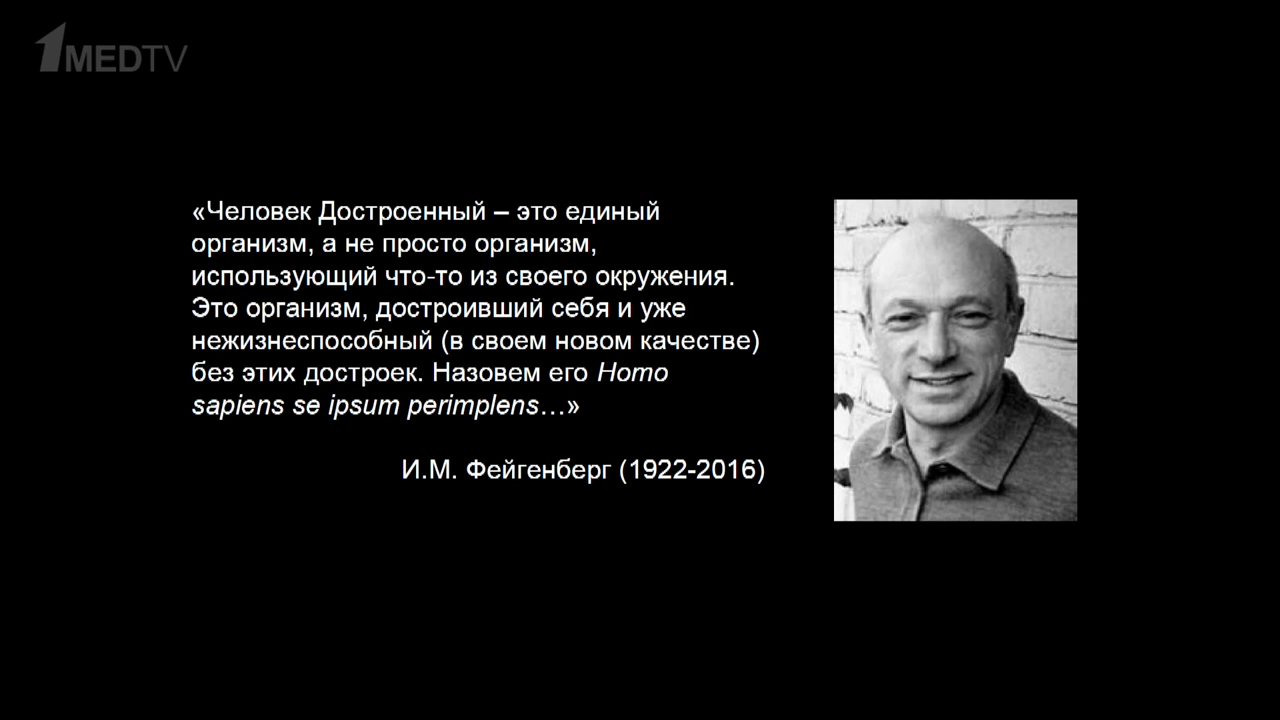 1MEDTV
«Человек Достроенный – это единый
организм, а не просто организм,
использующий что-то из своего окружения.
Это организм, достроивший себя и уже
нежизнеспособный (в своем новом качестве)
без этих достроек. Назовем его Homo
sapiens se ipsum perimplens…»
И.М. Фейгенберг (1922-2016)